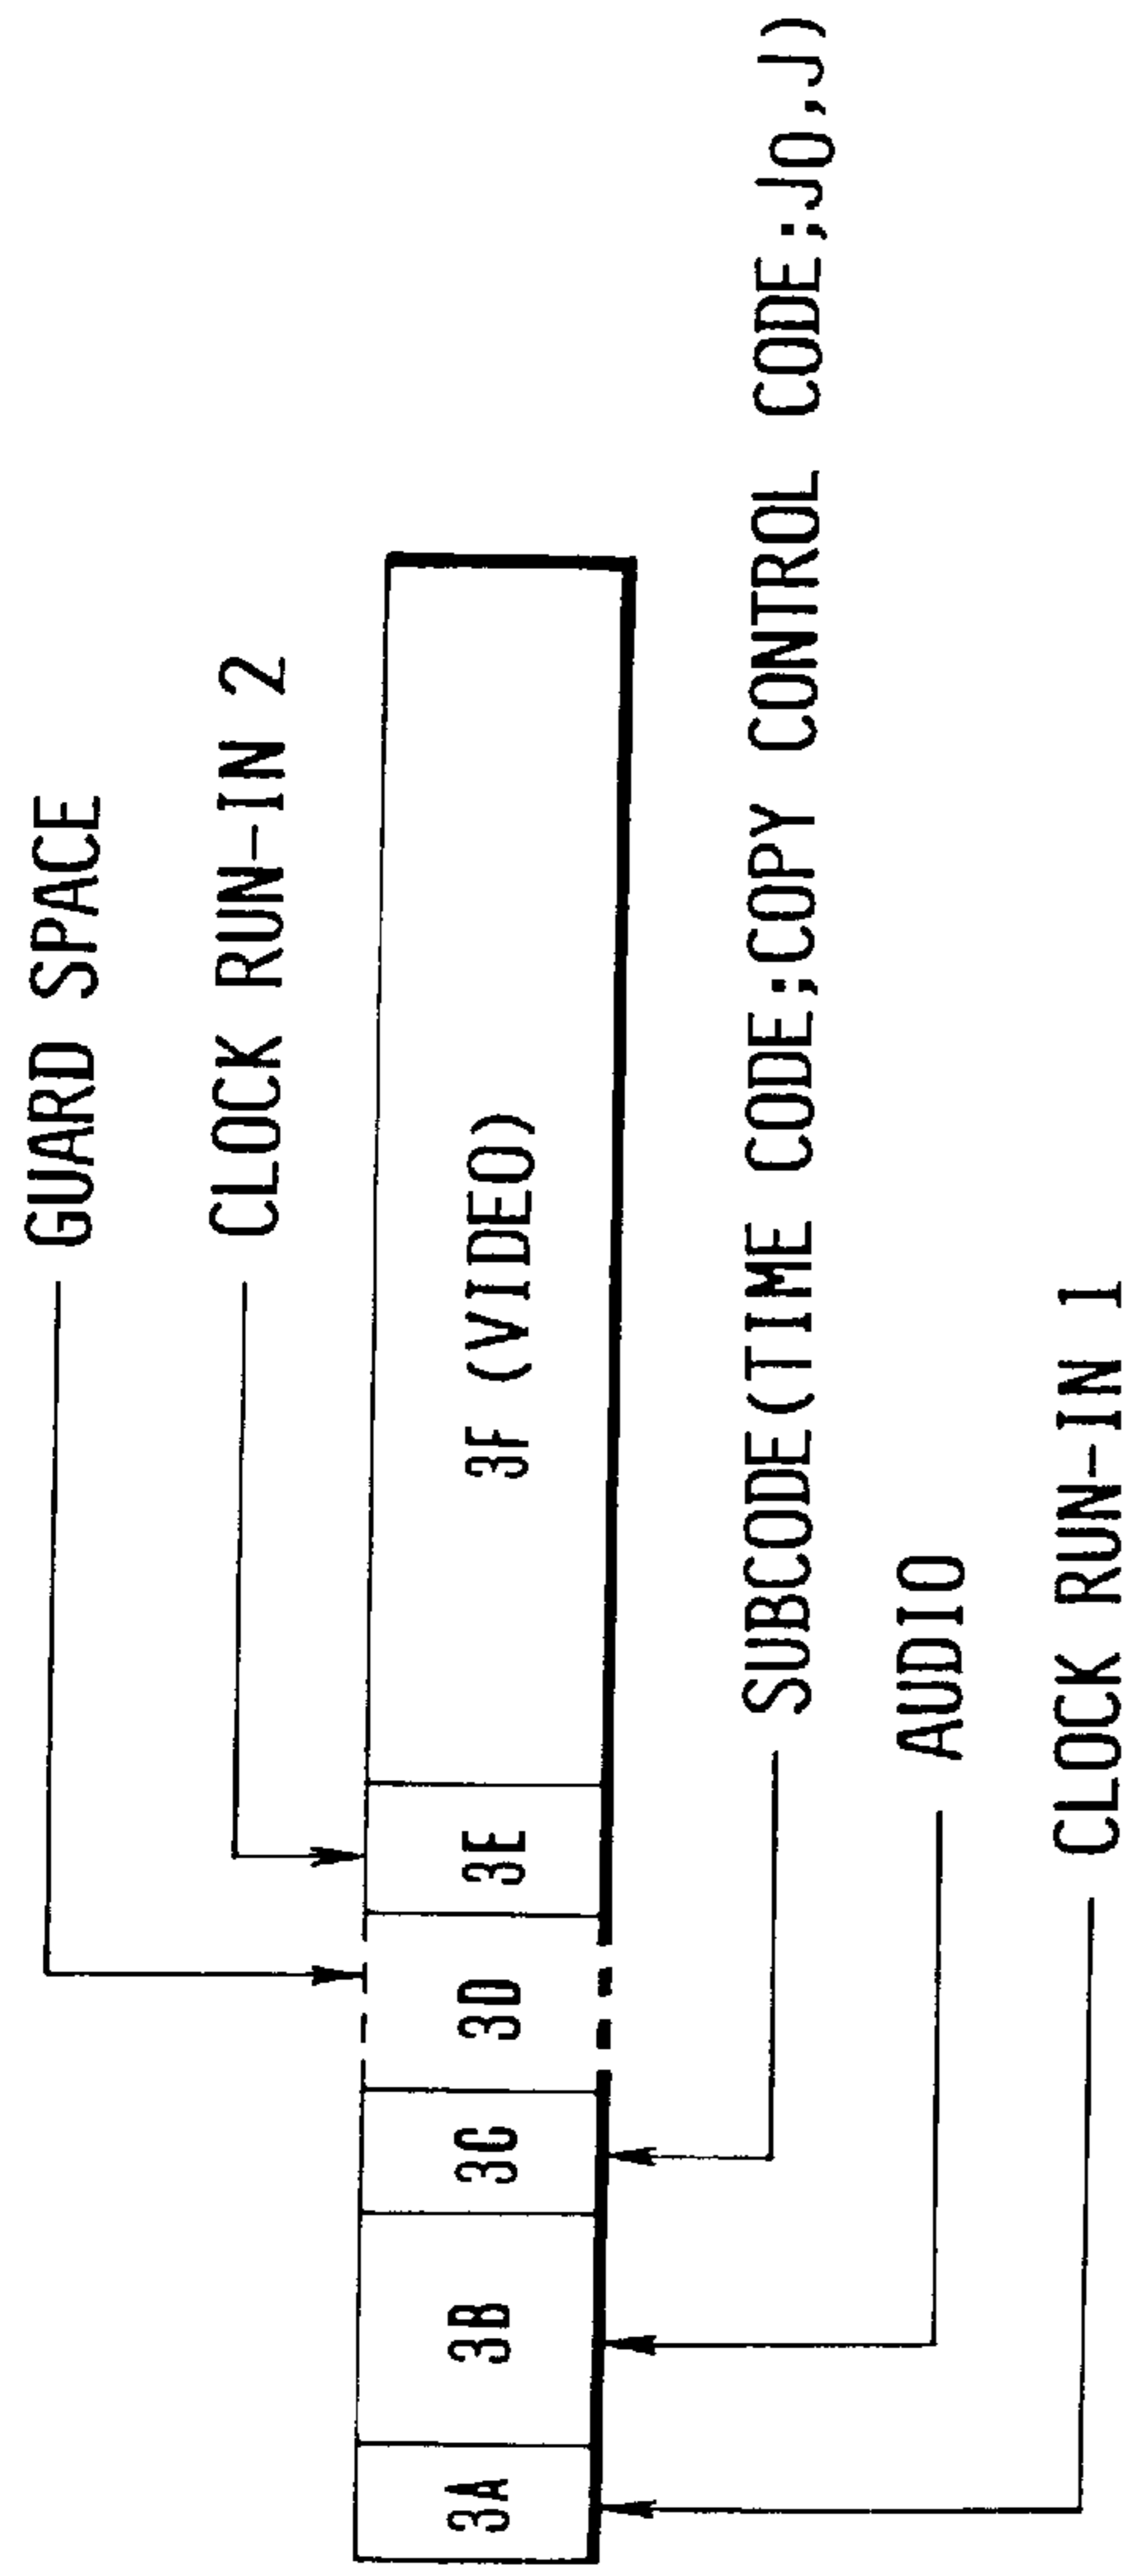 GUARD SPACE
CLOCK RUN-IN 2
3A
3B
3C
3D
3E
3F (VIDEO)
SUBCODE(TIME CODE;COPY CONTROL CODE;J0,J)
AUDIO
CLOCK RUN-IN 1